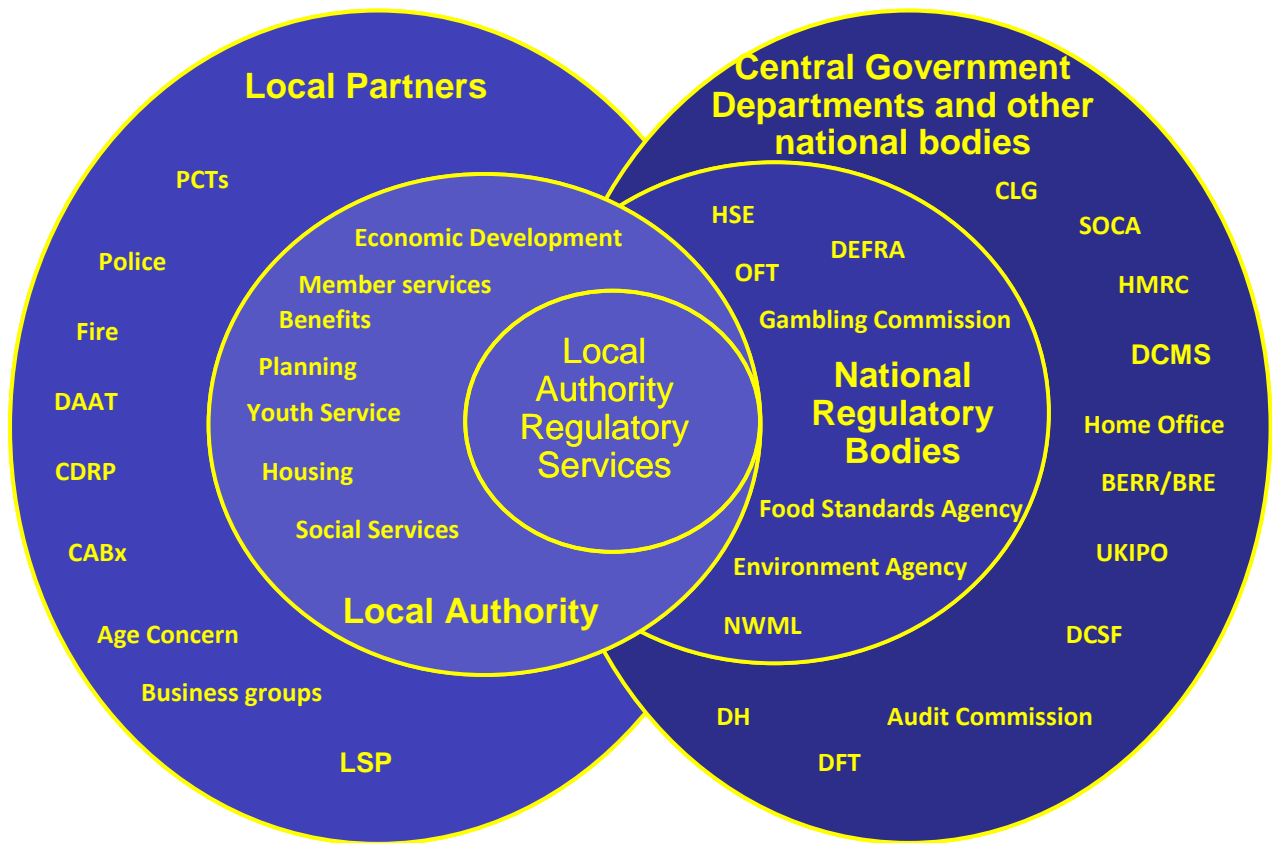 Local Partners
PCTs
Police
Fire
DAAT
CDRP
CABx
Age Concern
Business groups
LSP
Economic Development
Member services
Benefits
Planning
Youth Service
Housing
Social Services
Local Authority
Local
Authority
Regulatory
Services
HSE
DEFRA
OFT
Gambling Commission
National
Regulatory
Bodies
Food Standards Agency
Environment Agency
NWML
Central Government
Departments and other
national bodies
CLG
SOCA
HMRC
DCMS
Home Office
BERR/BRE
UKIPO
DCSF
Audit Commission
DH
DFT